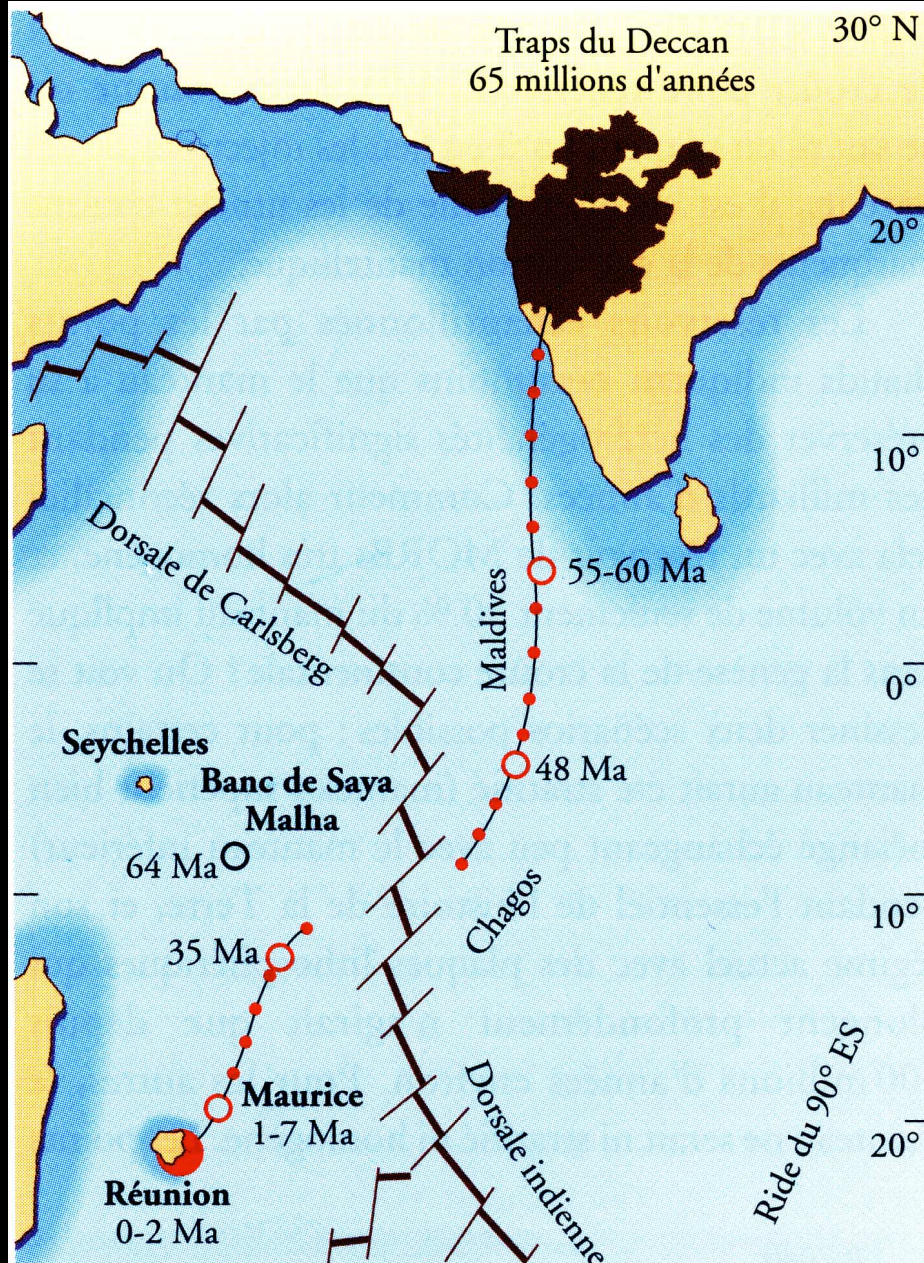 30° N
Traps du Deccan
65 millions d'années
20°
10°
Dorsale de Carlsberg
55-60 Ma
Maldives
0°
Seychelles
Banc de Saya
Malha
48 Ma
64 Ma
Chagos
10°
35 Ma
Maurice
1-7 Ma
Dorsale indienne
Ride du 90° ES
20°
Réunion
0-2 Ma